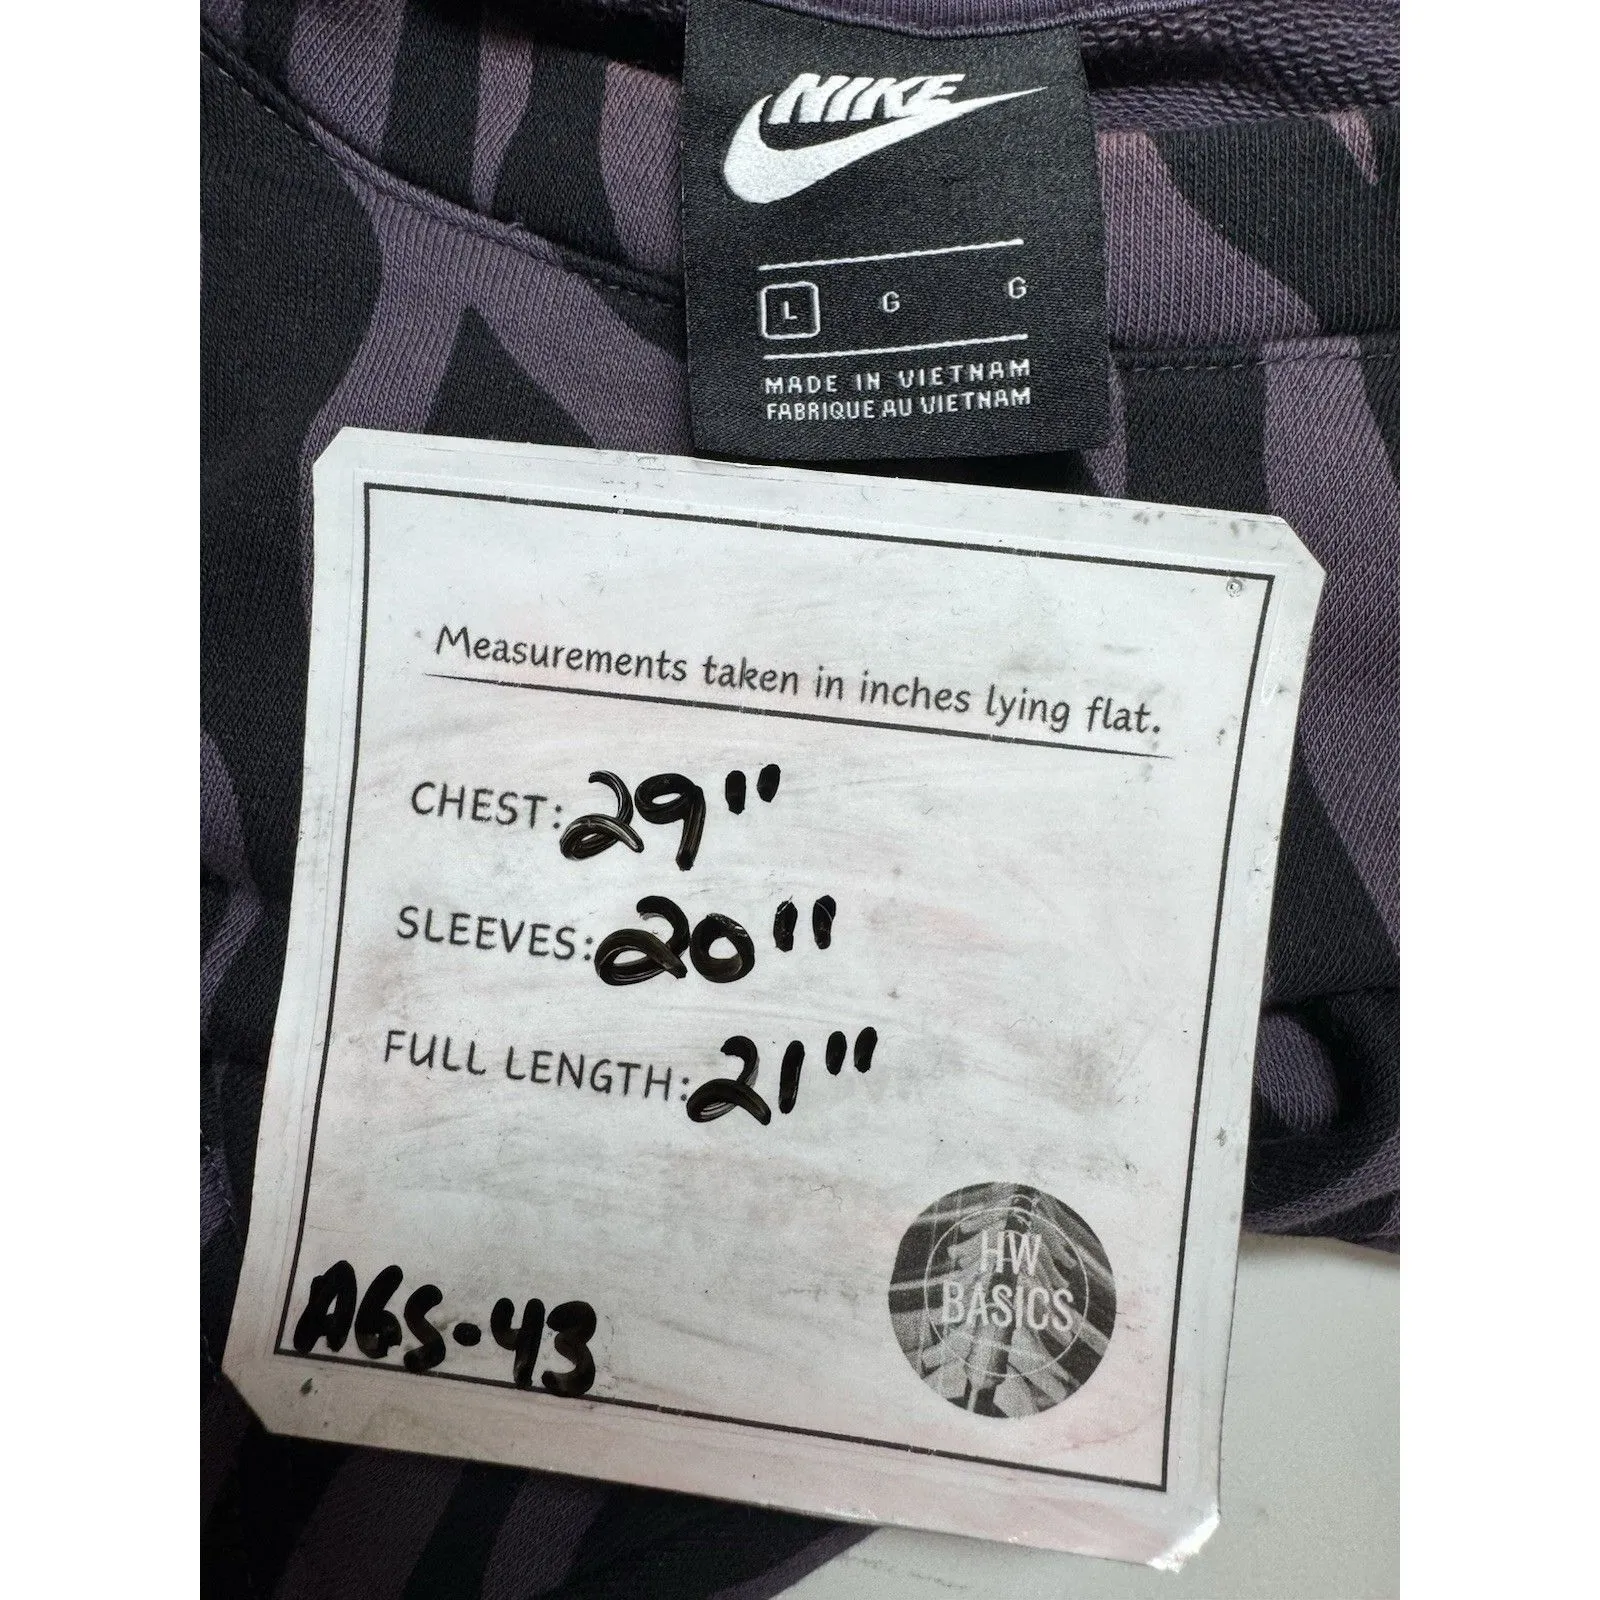 NIKE
L G G
MADE IN VIETNAM
FABRIQUE AU VIETNAM
Measurements taken in inches lying flat.
CHEST: 29"
SLEEVES: 20"
FULL LENGTH: 21"
HW
BASICS
AGS-43